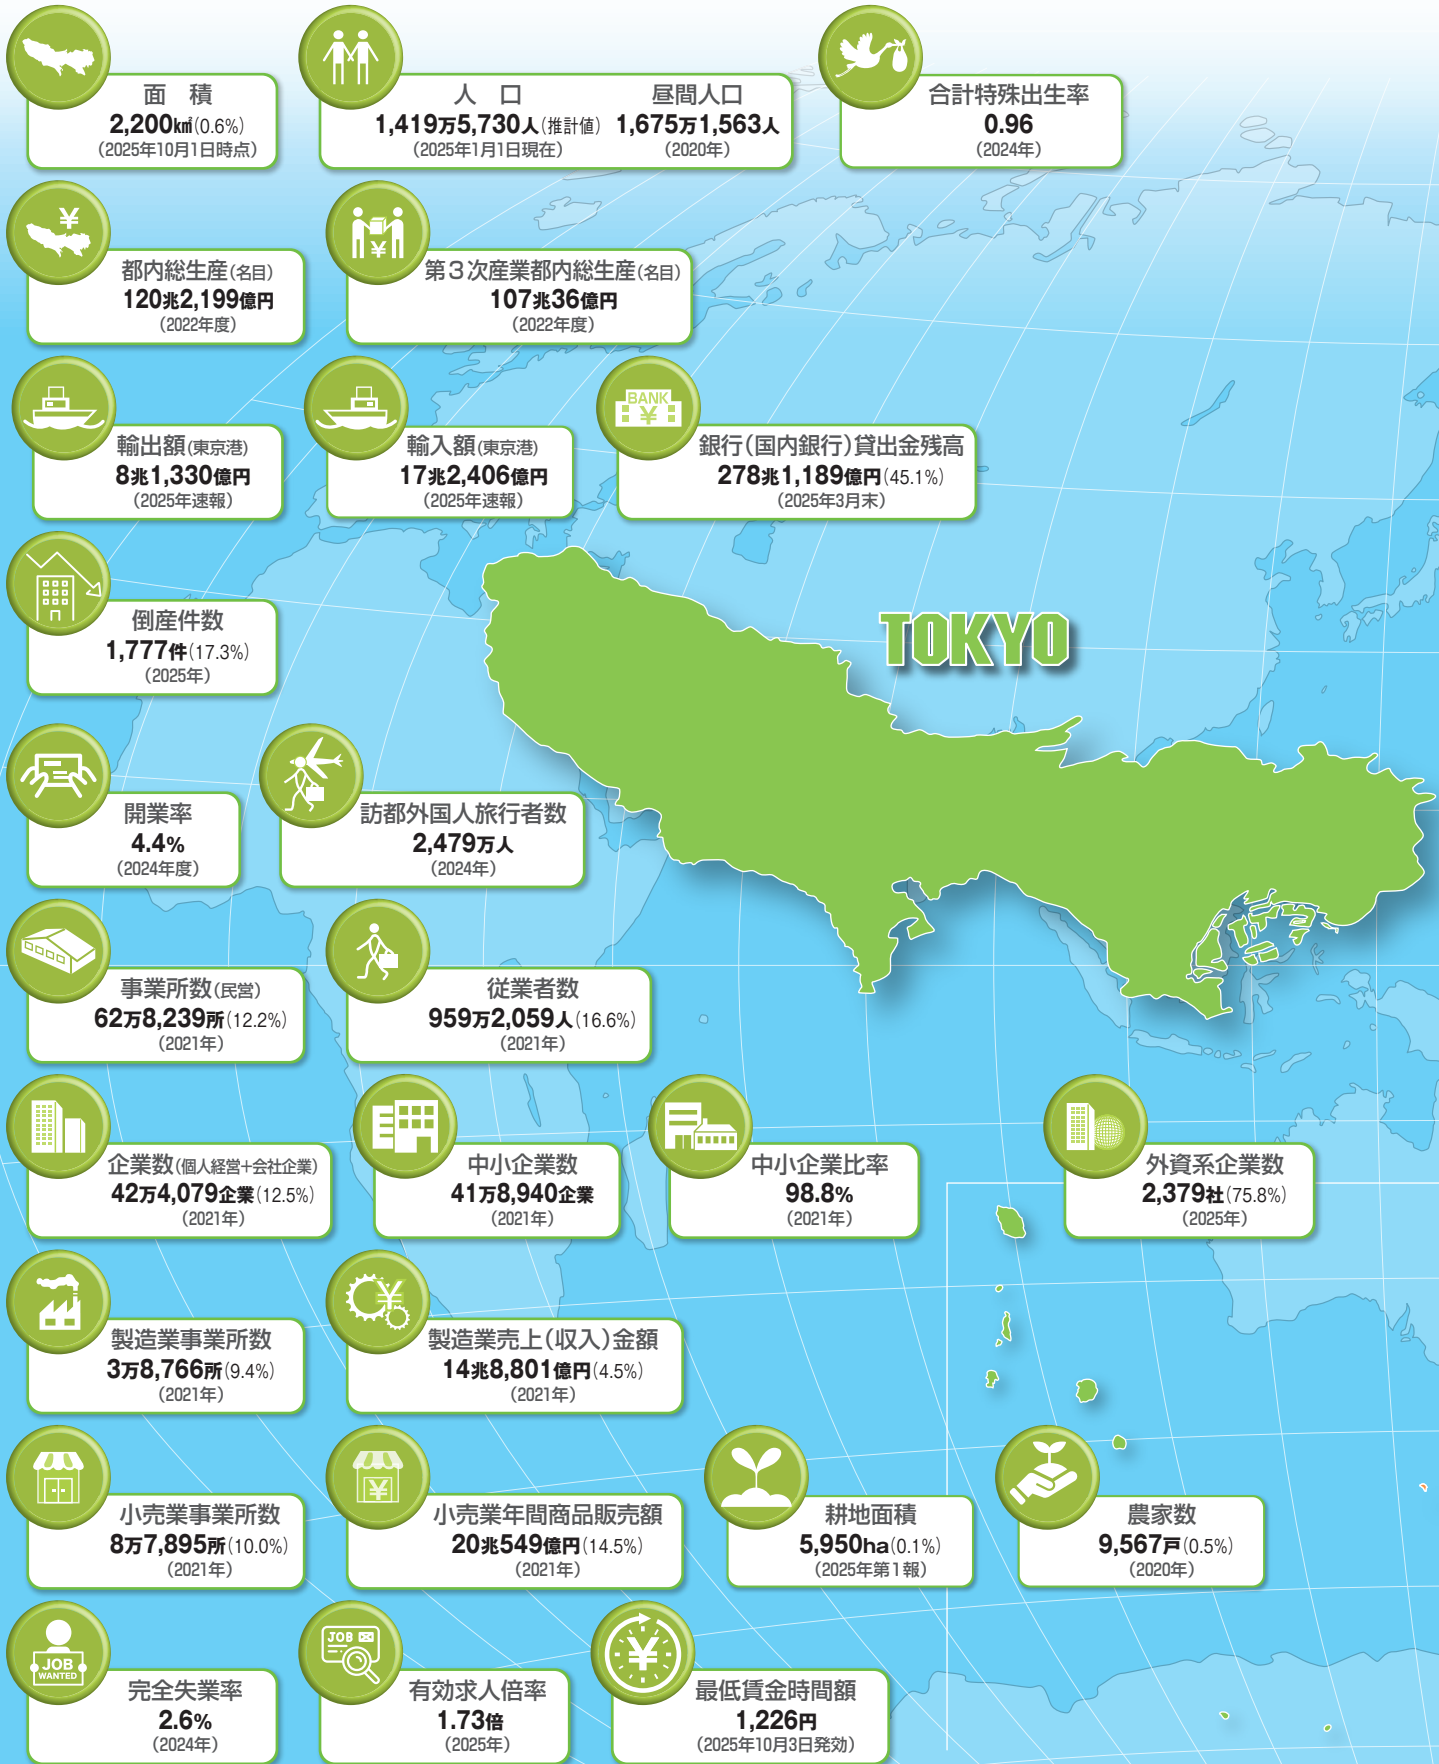 面　積
2,200㎢(0.6%)
(2025年10月1日時点)
人　口
1,419万5,730人(推計値)
(2025年1月1日現在)
昼間人口
1,675万1,563人
(2020年)
合計特殊出生率
0.96
(2024年)
¥
都内総生産(名目)
120兆2,199億円
(2022年度)
¥
第3次産業都内総生産(名目)
107兆36億円
(2022年度)
輸出額(東京港)
8兆1,330億円
(2025年速報)
輸入額(東京港)
17兆2,406億円
(2025年速報)
BANK
¥
銀行(国内銀行)貸出金残高
278兆1,189億円(45.1%)
(2025年3月末)
倒産件数
1,777件(17.3%)
(2025年)
TOKYO
開業率
4.4%
(2024年度)
訪都外国人旅行者数
2,479万人
(2024年)
事業所数(民営)
62万8,239所(12.2%)
(2021年)
従業者数
959万2,059人(16.6%)
(2021年)
企業数(個人経営+会社企業)
42万4,079企業(12.5%)
(2021年)
中小企業数
41万8,940企業
(2021年)
中小企業比率
98.8%
(2021年)
外資系企業数
2,379社(75.8%)
(2025年)
製造業事業所数
3万8,766所(9.4%)
(2021年)
¥
製造業売上(収入)金額
14兆8,801億円(4.5%)
(2021年)
小売業事業所数
8万7,895所(10.0%)
(2021年)
¥
小売業年間商品販売額
20兆549億円(14.5%)
(2021年)
耕地面積
5,950ha(0.1%)
(2025年第1報)
農家数
9,567戸(0.5%)
(2020年)
JOB
WANTED
完全失業率
2.6%
(2024年)
JOB
有効求人倍率
1.73倍
(2025年)
¥
最低賃金時間額
1,226円
(2025年10月3日発効)